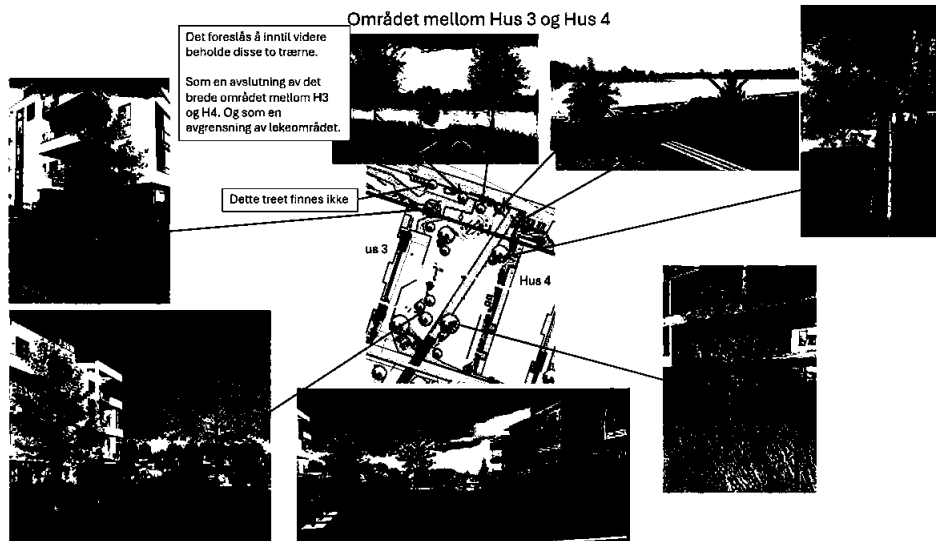 Området mellom Hus 3 og Hus 4
Det foreslås å inntil videre
beholde disse to trærne.
Som en avslutning av det
brede området mellom H3
og H4. Og som en
avgrensning av lekeområdet.
Dette treet finnes ikke
us 3
Hus 4